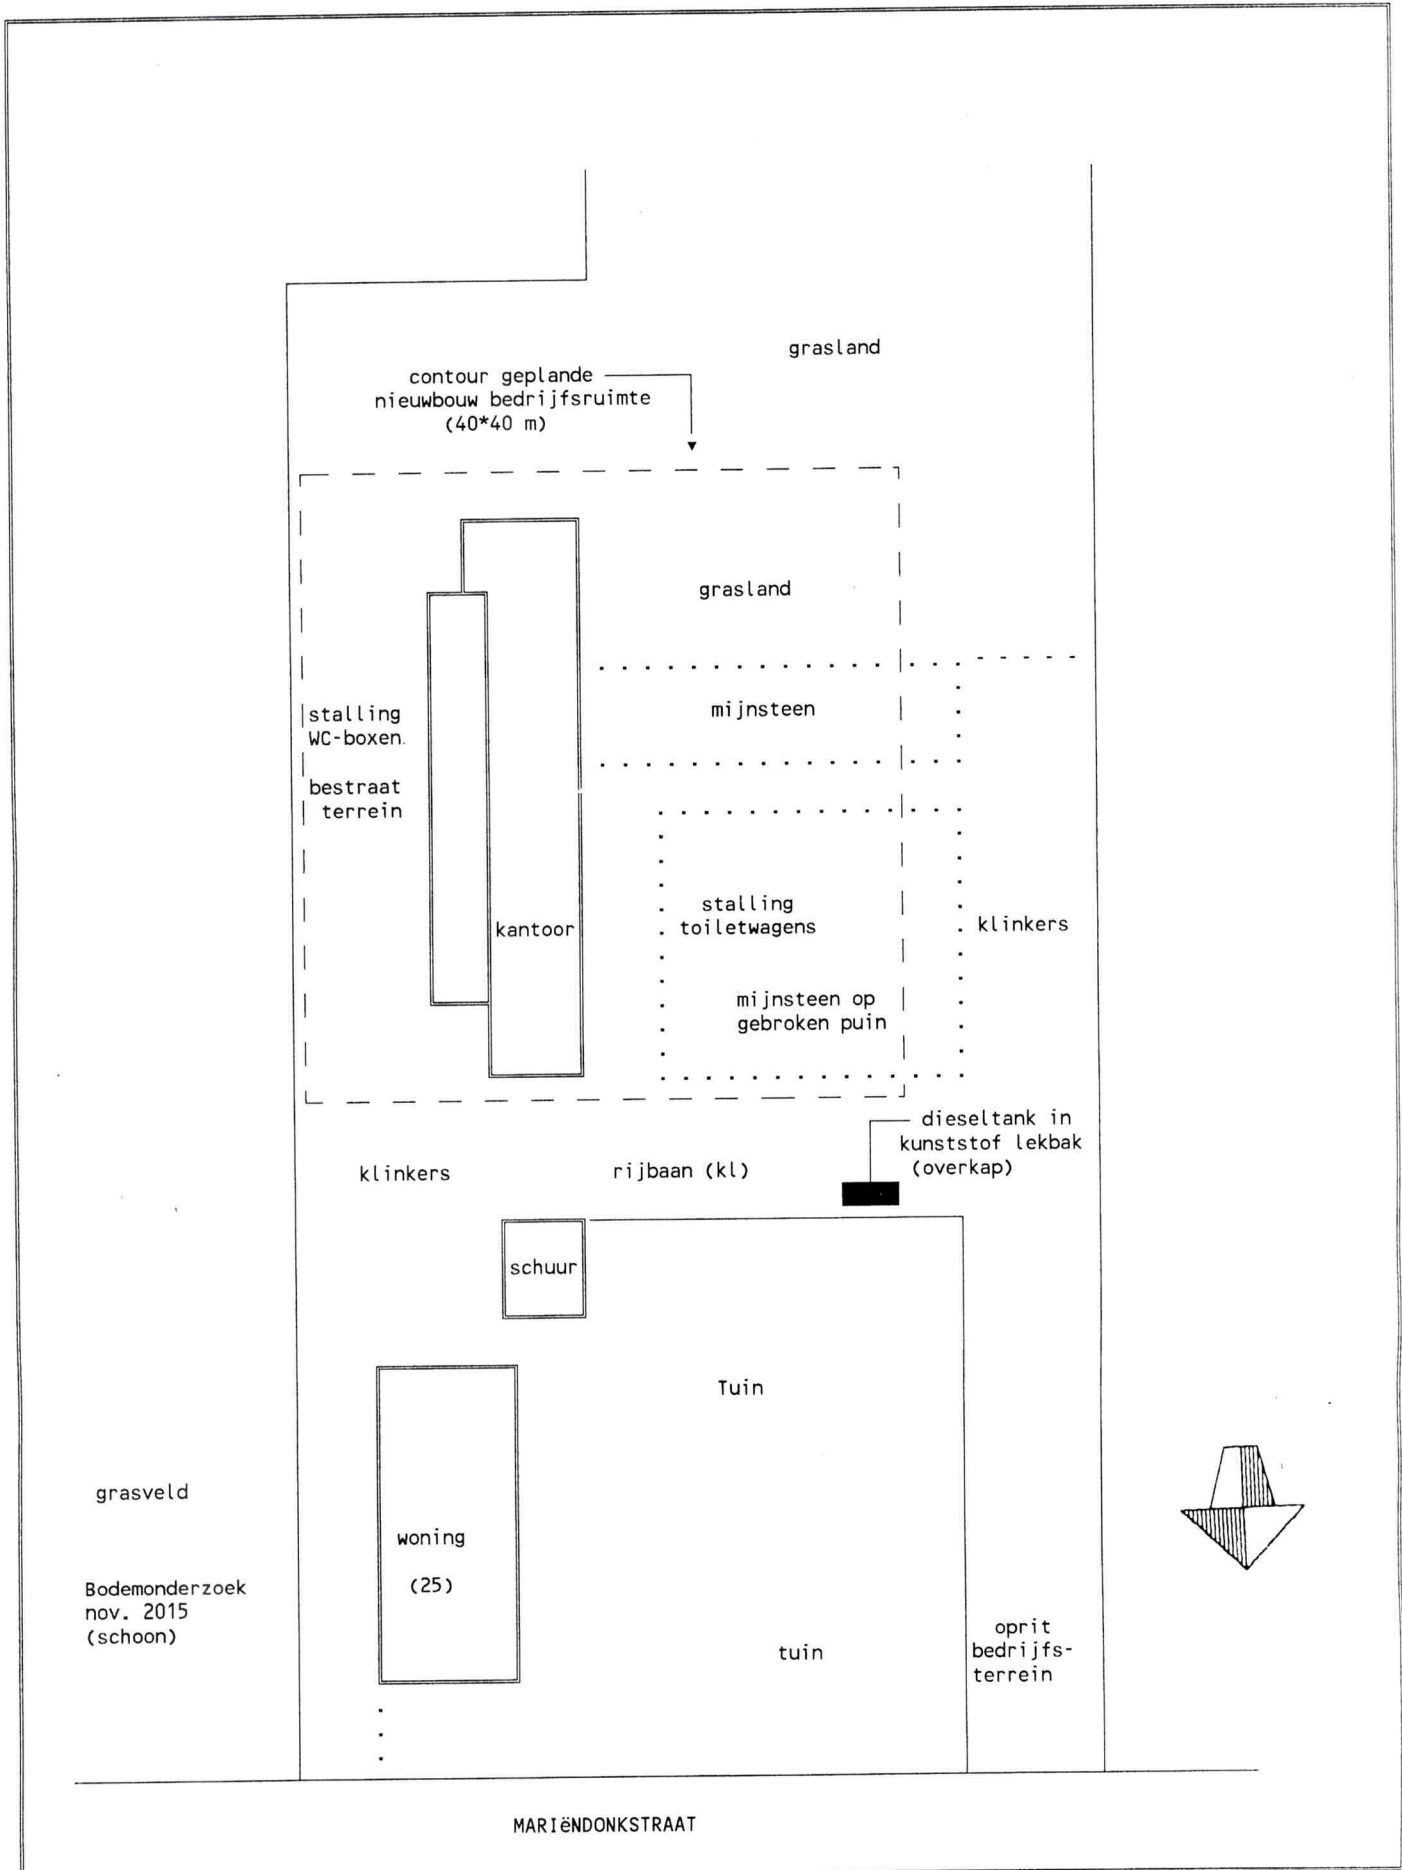 grasland
contour geplande
nieuwbouw bedrijfsruimte
(40*40 m)
grasland
mijnsteen
stalling
WC-boxen
bestraat
terrein
stalling
toiletwagens
kantoor
klinkers
mijnsteen op
gebroken puin
dieseltank in
kunststof lekbak
(overkap)
klinkers
rijbaan (kl)
schuur
Tuin
grasveld
woning
(25)
Bodemonderzoek
nov. 2015
(schoon)
tuin
oprit
bedrijfs-
terrein
MARIëNDONKSTRAAT